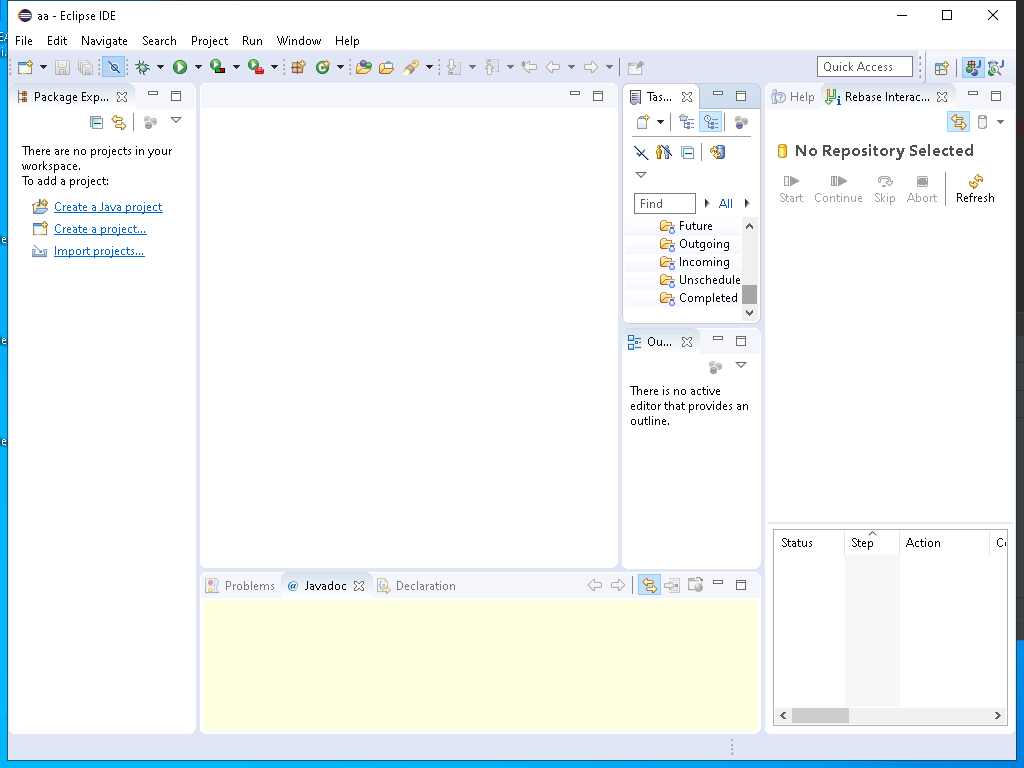 aa - Eclipse IDE
File Edit Navigate Search Project Run Window Help
Quick Access
Package Exp...
There are no projects in your
workspace.
To add a project:
Create a Java project
Create a project...
Import projects...
Tas...
Find
All
Future
Outgoing
Incoming
Unschedule
Completed
Ou...
There is no active
editor that provides an
outline.
Help
Rebase Interac...
No Repository Selected
Start Continue Skip Abort Refresh
Status Step Action
Problems @ Javadoc Declaration